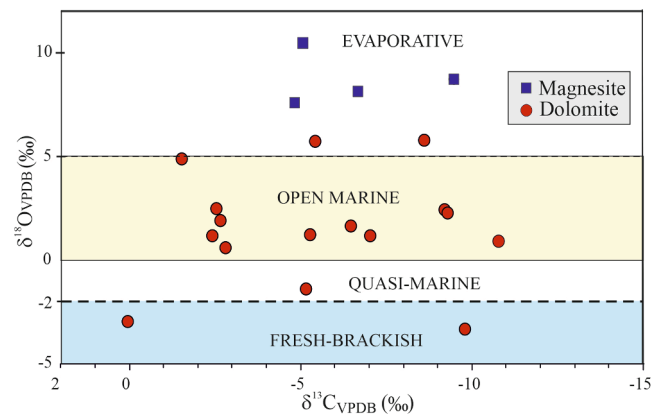 EVAPORATIVE
10
Magnesite
Dolomite
5
OPEN MARINE
δ¹⁸OVPDB (‰)
0
QUASI-MARINE
-2
FRESH-BRACKISH
-5
2 0 -5 -10 -15
δ¹³CVPDB (‰)